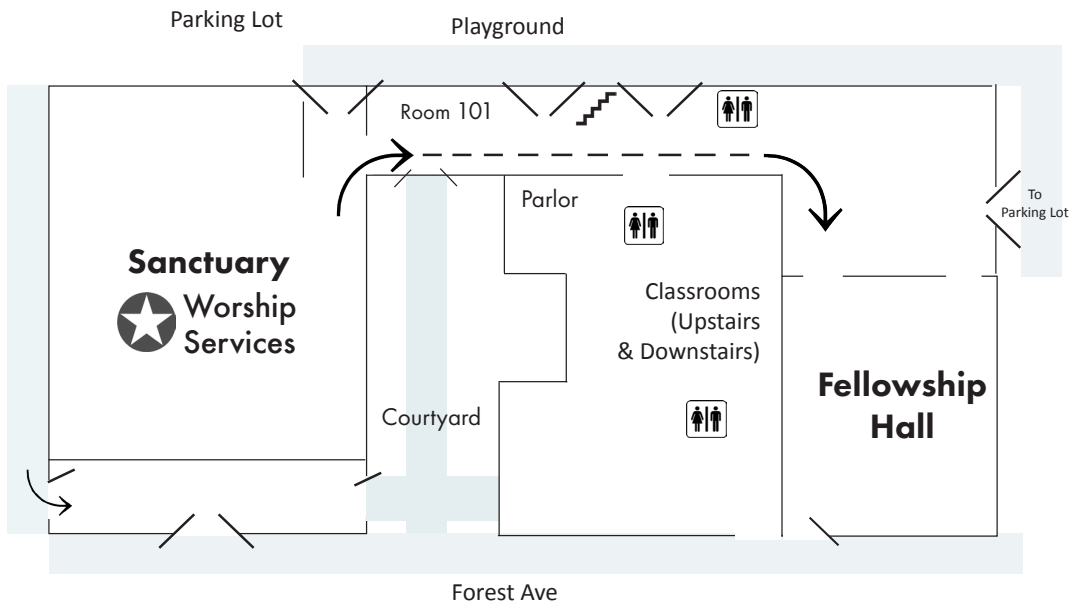 Parking Lot
Playground
Room 101
Parlor
To
Parking Lot
Sanctuary
Worship
Services
Classrooms
(Upstairs
& Downstairs)
Courtyard
Fellowship
Hall
Forest Ave